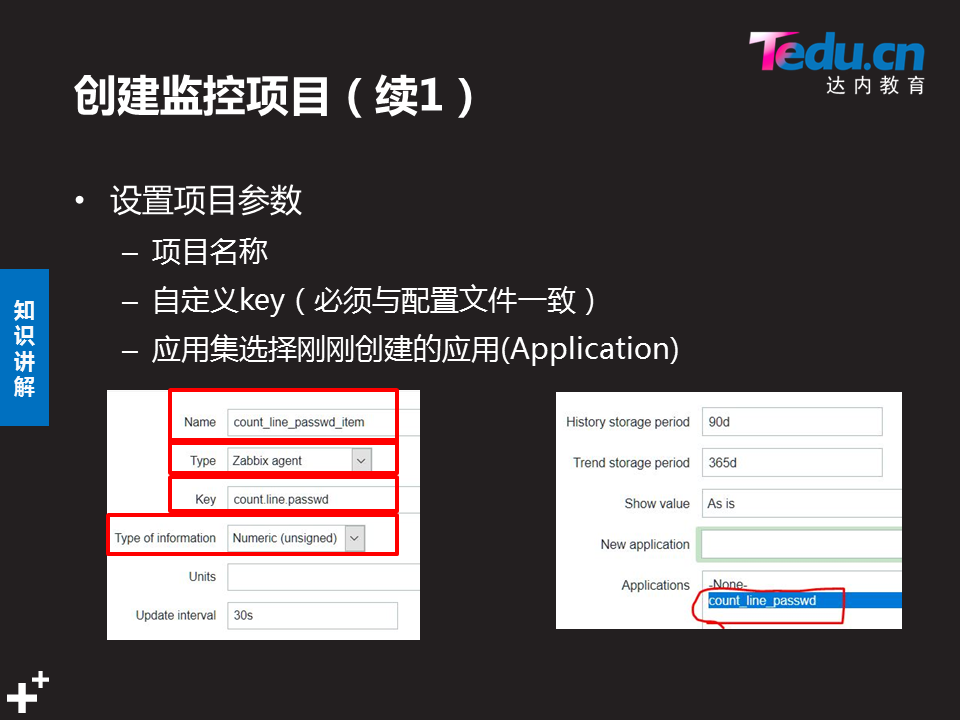 Tedu.cn
达内教育
创建监控项目（续1）
• 设置项目参数
– 项目名称
– 自定义key（必须与配置文件一致）
– 应用集选择刚刚创建的应用(Application)
知识讲解
Name count_line_passwd_item
Type Zabbix agent
Key count.line.passwd
Type of information Numeric (unsigned)
Units
Update interval 30s
History storage period 90d
Trend storage period 365d
Show value As is
New application
Applications -None-
count_line_passwd